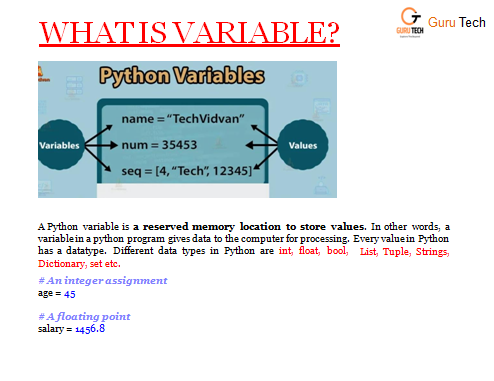 WHAT IS VARIABLE?
GURU TECH
Guru Tech
Python Variables
name = “TechVidvan”
Variables
num = 35453
Values
seq = [4, “Tech”, 12345]
A Python variable is a reserved memory location to store values. In other words, a
variable in a python program gives data to the computer for processing. Every value in Python
has a datatype. Different data types in Python are int, float, bool, List, Tuple, Strings,
Dictionary, set etc.
# An integer assignment
age = 45
# A floating point
salary = 1456.8